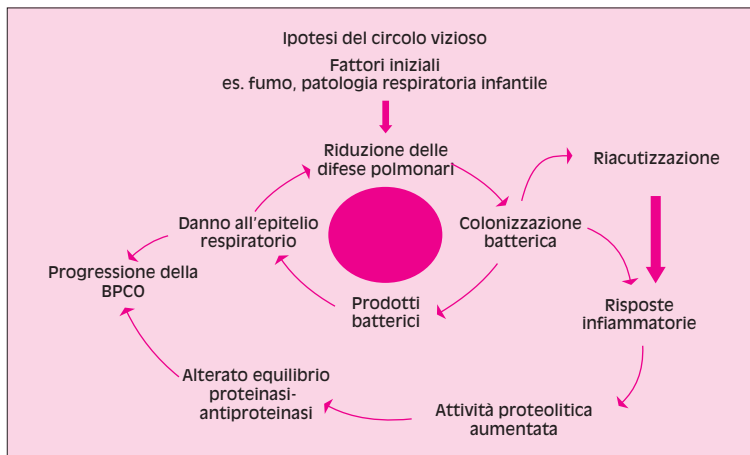 Ipotesi del circolo vizioso
Fattori iniziali
es. fumo, patologia respiratoria infantile
Riduzione delle
difese polmonari
Riacutizzazione
Danno all'epitelio
respiratorio
Colonizzazione
batterica
Progressione della
BPCO
Prodotti
batterici
Risposte
infiammatorie
Alterato equilibrio
proteinasi-
antiproteinasi
Attività proteolitica
aumentata